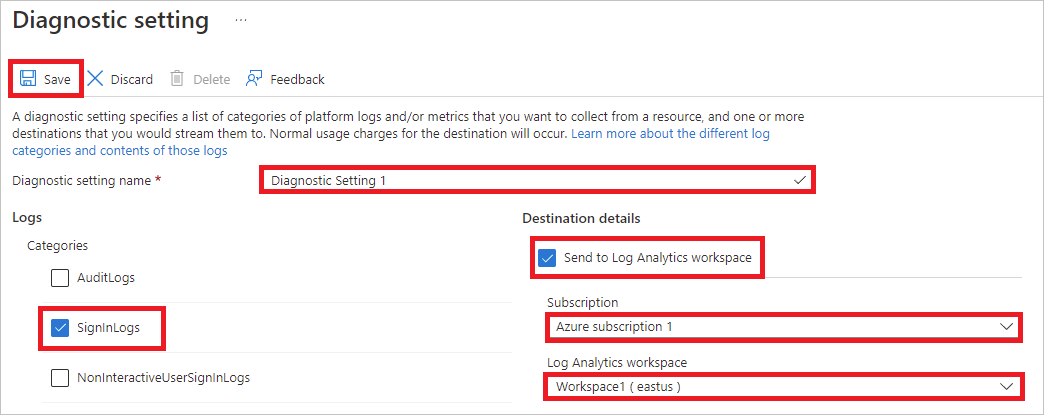 Diagnostic setting ...
Save Discard Delete Feedback
A diagnostic setting specifies a list of categories of platform logs and/or metrics that you want to collect from a resource, and one or more
destinations that you would stream them to. Normal usage charges for the destination will occur. Learn more about the different log
categories and contents of those logs
Diagnostic setting name * Diagnostic Setting 1
Logs
Categories
AuditLogs
SignInLogs
NonInteractiveUserSignInLogs
Destination details
Send to Log Analytics workspace
Subscription
Azure subscription 1
Log Analytics workspace
Workspace1 ( eastus )